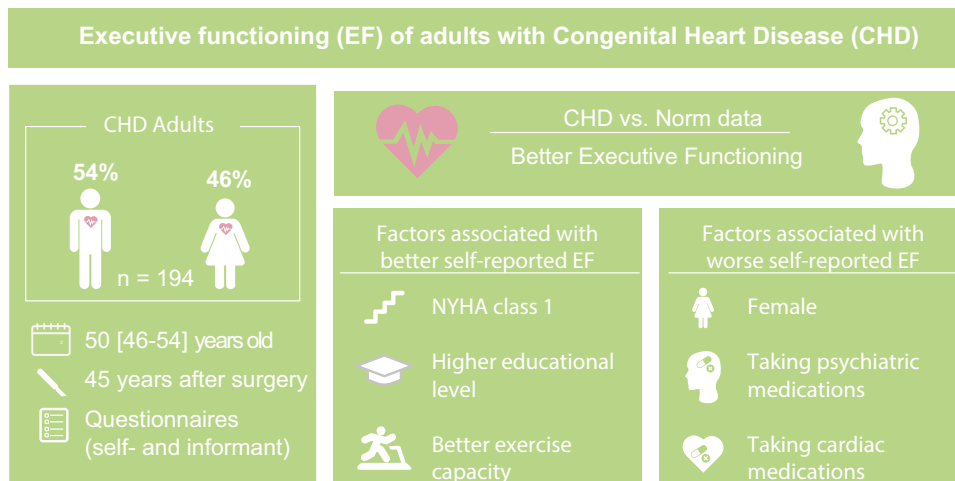 Executive functioning (EF) of adults with Congenital Heart Disease (CHD)
CHD Adults
54%
46%
n = 194
50 [46-54] years old
45 years after surgery
Questionnaires
(self- and informant)
CHD vs. Norm data
Better Executive Functioning
Factors associated with
better self-reported EF
NYHA class 1
Higher educational
level
Better exercise
capacity
Factors associated with
worse self-reported EF
Female
Taking psychiatric
medications
Taking cardiac
medications